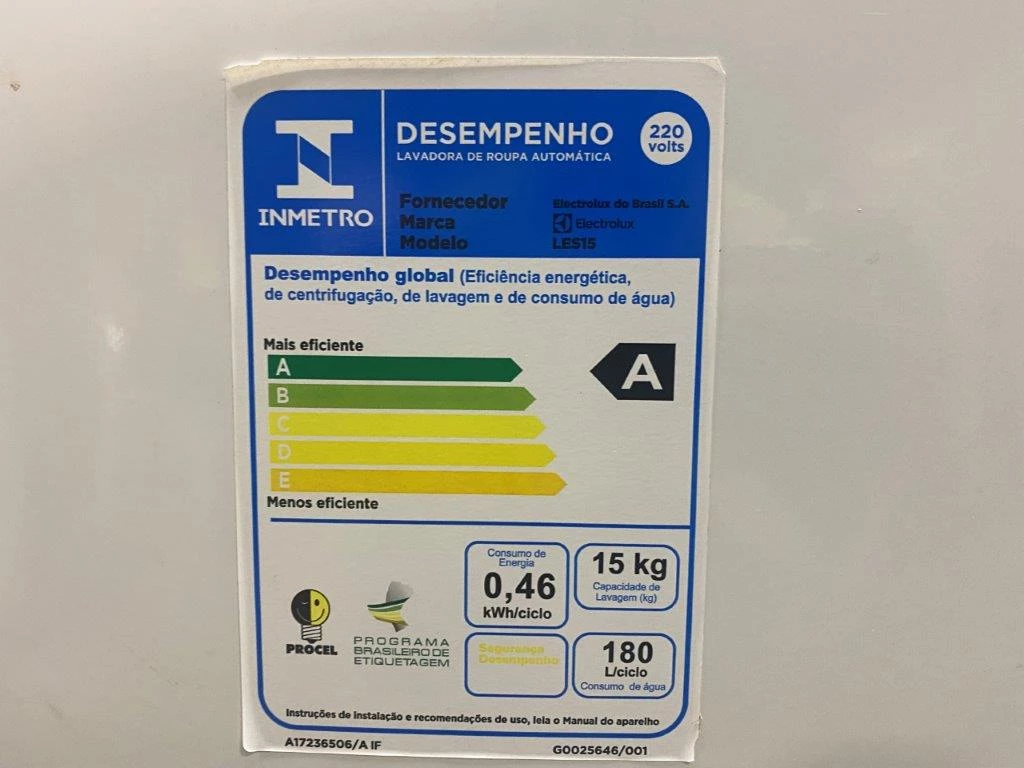 INMETRO
DESEMPENHO
LAVADORA DE ROUPA AUTOMÁTICA
220
volts
Fornecedor Electrolux do Brasil S.A.
Marca Electrolux
Modelo LES15
Desempenho global (Eficiência energética,
de centrifugação, de lavagem e de consumo de água)
Mais eficiente
A
A
B
C
D
E
Menos eficiente
PROCEL
PROGRAMA
BRASILEIRO DE
ETIQUETAGEM
Consumo de
Energia
0,46
kWh/ciclo
15 kg
Capacidade de
Lavagem (kg)
Segurança
Desempenho
180
L/ciclo
Consumo de água
Instruções de instalação e recomendações de uso, leia o Manual do aparelho
A17236506/A IF
G0025646/001